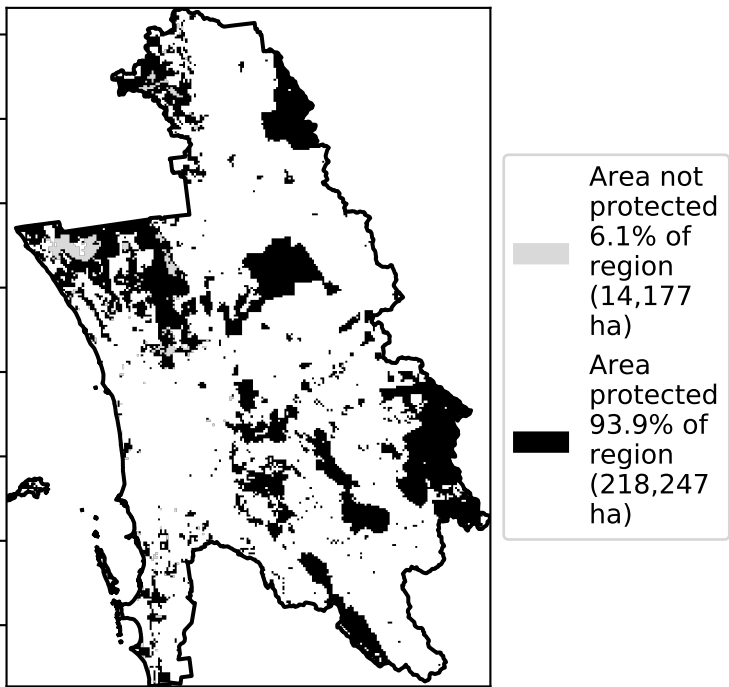 Area not
protected
6.1% of
region
(14,177
ha)
Area
protected
93.9% of
region
(218,247
ha)